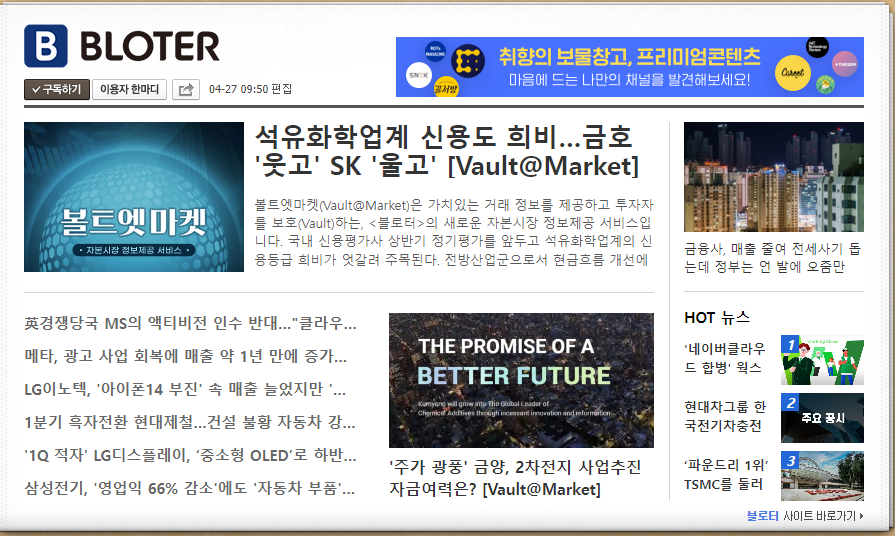 B BLOTER
구독하기 이용자 한마디 04-27 09:50 편집
취향의 보물창고, 프리미엄콘텐츠
마음에 드는 나만의 채널을 발견해보세요!
Career
볼트엣마켓
자본시장 정보제공 서비스
석유화학업계 신용도 희비...금호
'웃고' SK '울고' [Vault@Market]
볼트엣마켓(Vault@Market)은 가치있는 거래 정보를 제공하고 투자자
를 보호(Vault)하는, <블로터>의 새로운 자본시장 정보제공 서비스입
니다. 국내 신용평가사 상반기 정기평가를 앞두고 석유화학업계의 신
용등급 희비가 엇갈려 주목된다. 전방산업군으로서 현금흐름 개선에
금융사, 매출 줄여 전세사기 돕
는데 정부는 언 발에 오줌만
英경쟁당국 MS의 액티비전 인수 반대..."클라우...
메타, 광고 사업 회복에 매출 약 1년 만에 증가...
LG이노텍, '아이폰14 부진' 속 매출 늘었지만 '...
1분기 흑자전환 현대제철...건설 불황 자동차 강...
'1Q 적자' LG디스플레이, ‘중소형 OLED’로 하반...
삼성전기, '영업익 66% 감소'에도 '자동차 부품'...
THE PROMISE OF A
BETTER FUTURE
Kumyang will grow into The Global Leader of
Chemical Additives through incessant innovation and reformation
'주가 광풍' 금양, 2차전지 사업추진
자금여력은? [Vault@Market]
HOT 뉴스
'네이버클라우
드 합병' 웍스
1
현대차그룹 한
국전기차충전
2
주요 공시
‘파운드리 1위’
TSMC를 둘러
3
블로터 사이트 바로가기